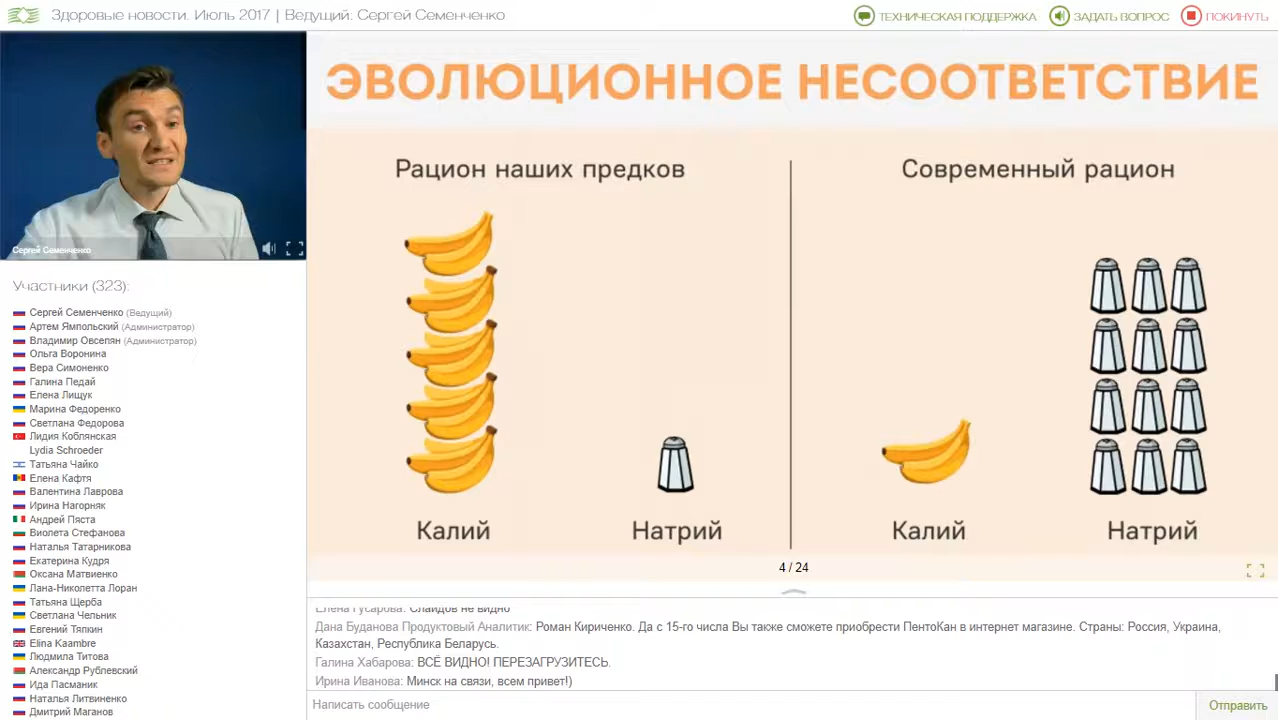 Здоровые новости. Июль 2017 | Ведущий: Сергей Семенченко
ТЕХНИЧЕСКАЯ ПОДДЕРЖКА
ЗАДАТЬ ВОПРОС
ПОКИНУТЬ
Сергей Семенченко
Участники (323):
Сергей Семенченко (Ведущий)
Артем Ямпольский (Администратор)
Владимир Овсепян (Администратор)
Ольга Воронина
Вера Симоненко
Галина Педай
Елена Лищук
Марина Федоренко
Светлана Федорова
Лидия Коблянская
Lydia Schroeder
Татьяна Чайко
Елена Кафтя
Валентина Лаврова
Ирина Нагорняк
Андрей Пяста
Виолета Стефанова
Наталья Татарникова
Екатерина Кудря
Оксана Матвиенко
Лана-Николетта Лоран
Татьяна Щерба
Светлана Чельник
Евгений Тяпкин
Elina Kaambre
Людмила Титова
Александр Рублевский
Ида Пасманик
Наталья Литвиненко
Дмитрий Маганов
ЭВОЛЮЦИОННОЕ НЕСООТВЕТСТВИЕ
Рацион наших предков
Современный рацион
Калий
Натрий
Калий
Натрий
4 / 24
Елена Гусарова: Слайдов не видно
Дана Буданова Продуктовый Аналитик: Роман Кириченко. Да с 15-го числа Вы также сможете приобрести ПентоКан в интернет магазине. Страны: Россия, Украина,
Казахстан, Республика Беларусь.
Галина Хабарова: ВСЁ ВИДНО! ПЕРЕЗАГРУЗИТЕСЬ.
Ирина Иванова: Минск на связи, всем привет!)
Написать сообщение
Отправить